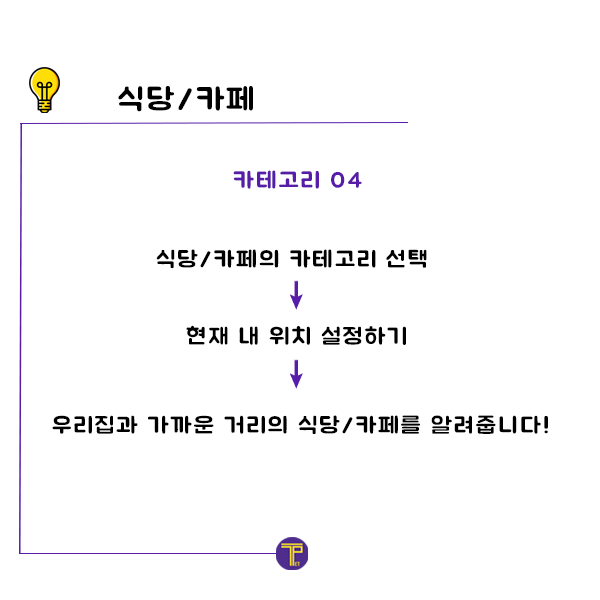 식당/카페
카테고리 04
식당/카페의 카테고리 선택
현재 내 위치 설정하기
우리집과 가까운 거리의 식당/카페를 알려줍니다!
TP
ET